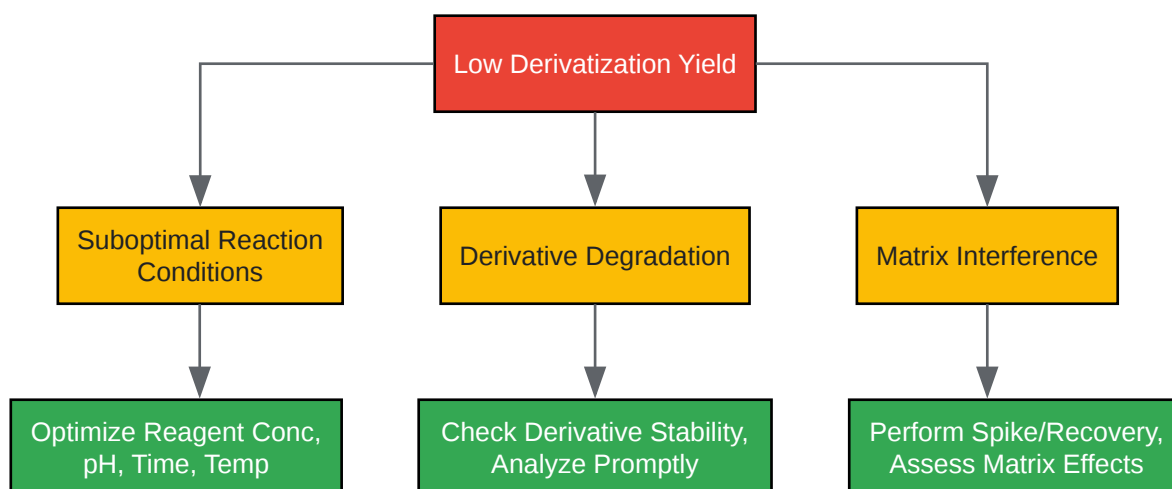 Low Derivatization Yield
Suboptimal Reaction
Conditions
Derivative Degradation
Matrix Interference
Optimize Reagent Conc,
pH, Time, Temp
Check Derivative Stability,
Analyze Promptly
Perform Spike/Recovery,
Assess Matrix Effects